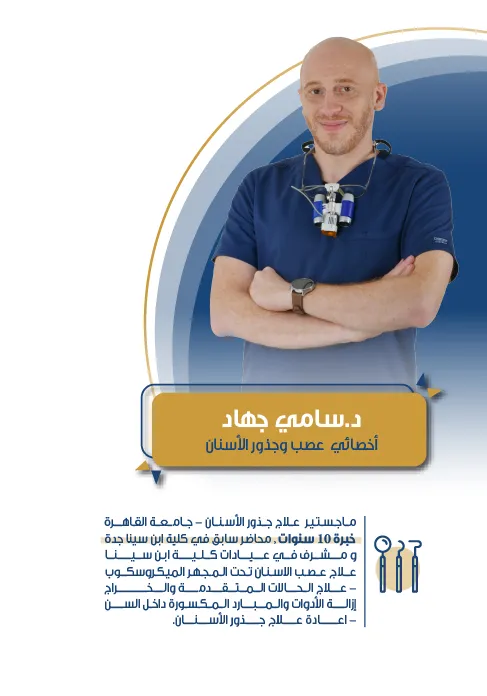 د.سامي جهاد
أخصائي عصب وجذور الأسنان
ماجستير علاج جذور الأسنان - جامعة القاهرة
خبرة 10 سنوات , محاضر سابق في كلية ابن سينا جدة
و مشرف في عيادات كلية ابن سينا
علاج عصب الاسنان تحت المجهر الميكروسكوب
- علاج الحالات المتقدمة والخراج
إزالة الأدوات والمبارد المكسورة داخل السن
- اعادة علاج جذور الأسنان.